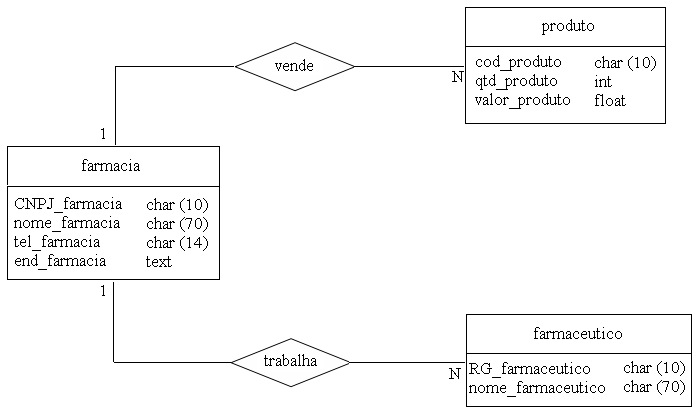 produto
cod_produto char (10)
qtd_produto int
valor_produto float
vende
N
1
farmacia
CNPJ_farmacia char (10)
nome_farmacia char (70)
tel_farmacia char (14)
end_farmacia text
1
trabalha
N
farmaceutico
RG_farmaceutico char (10)
nome_farmaceutico char (70)